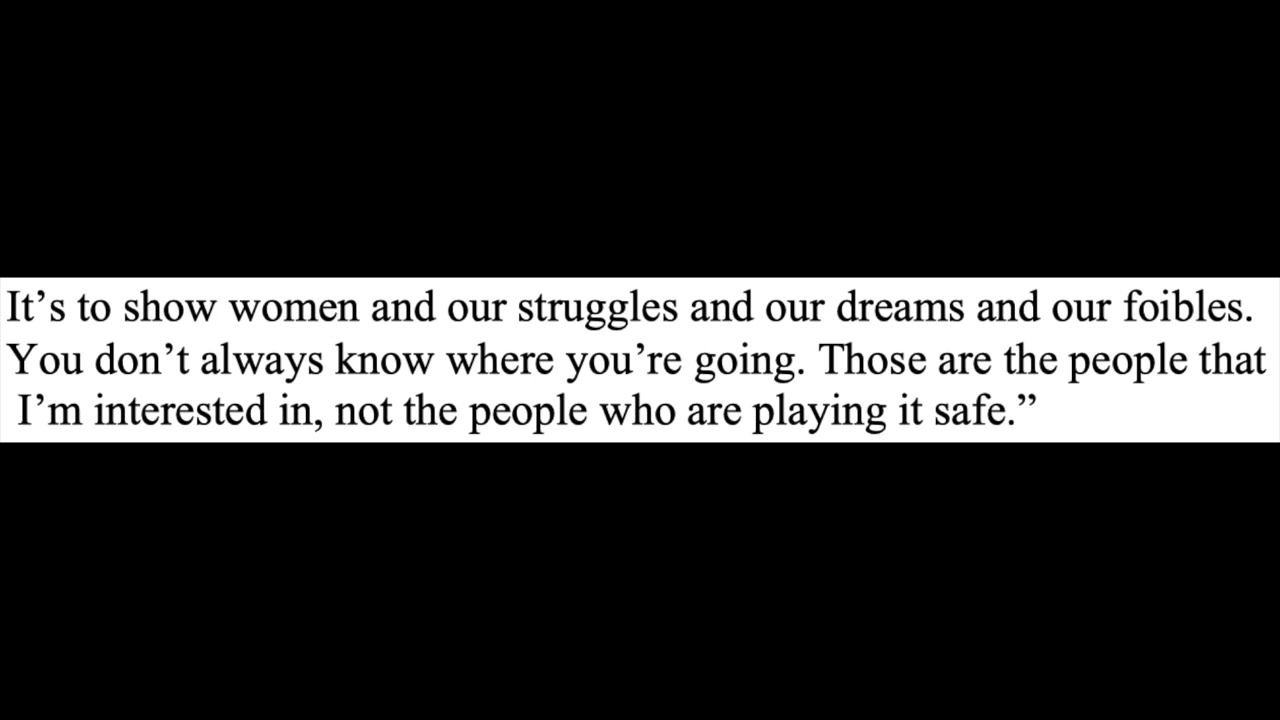 It’s to show women and our struggles and our dreams and our foibles.
You don’t always know where you’re going. Those are the people that
I’m interested in, not the people who are playing it safe.”